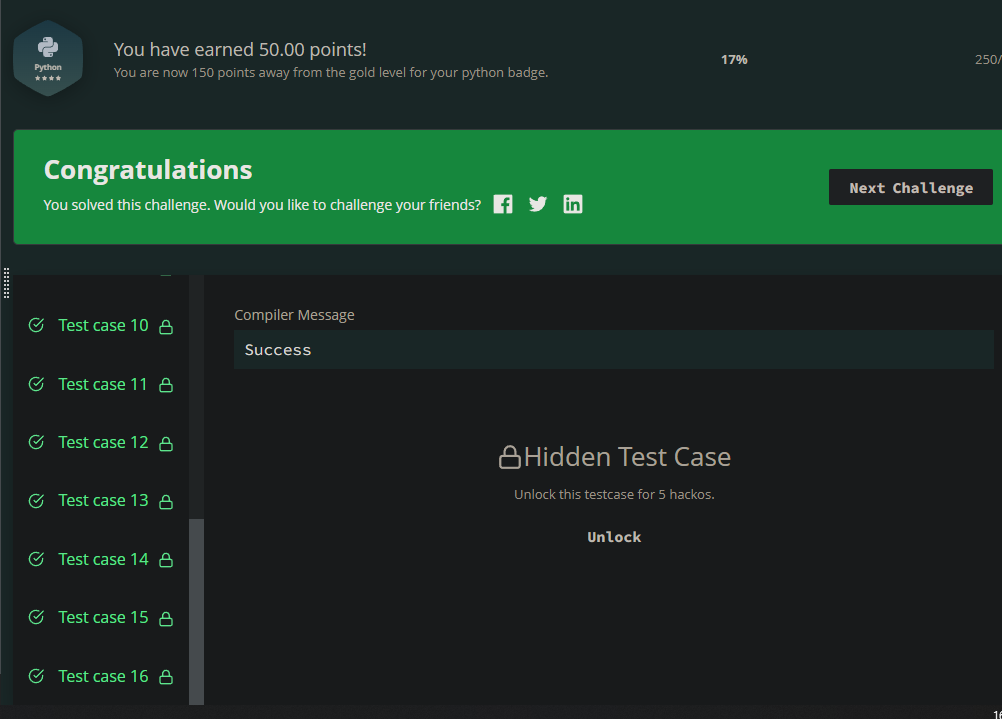 Python
You have earned 50.00 points!
You are now 150 points away from the gold level for your python badge.
17%
250/
Congratulations
You solved this challenge. Would you like to challenge your friends?
Next Challenge
Test case 10
Test case 11
Test case 12
Test case 13
Test case 14
Test case 15
Test case 16
Compiler Message
Success
Hidden Test Case
Unlock this testcase for 5 hackos.
Unlock